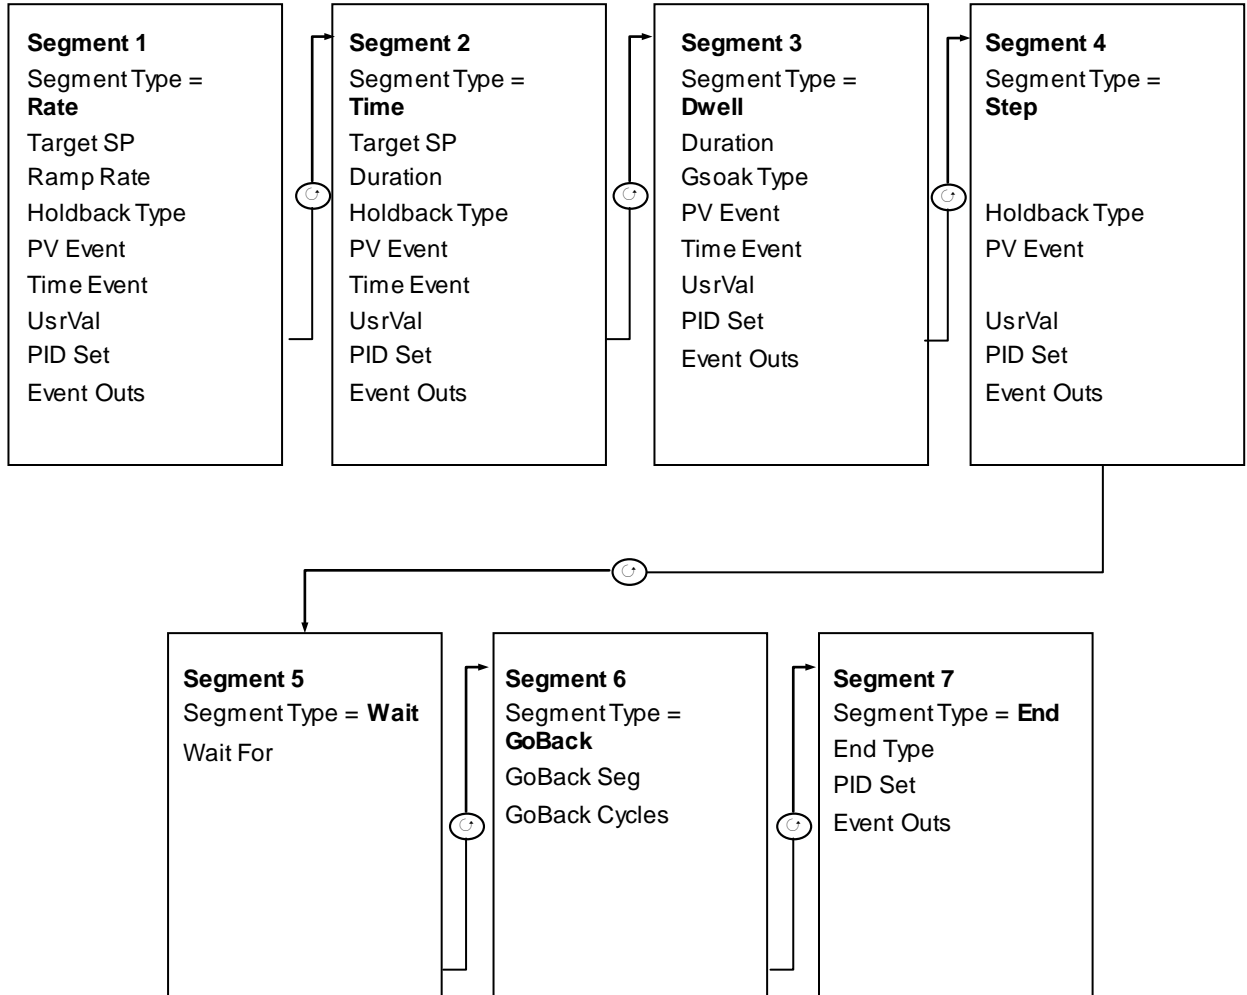 Segment 1
Segment Type =
Rate
Target SP
Ramp Rate
Holdback Type
PV Event
Time Event
UsrVal
PID Set
Event Outs
Segment 2
Segment Type =
Time
Target SP
Duration
Holdback Type
PV Event
Time Event
UsrVal
PID Set
Event Outs
Segment 3
Segment Type =
Dwell
Duration
Gsoak Type
PV Event
Time Event
UsrVal
PID Set
Event Outs
Segment 4
Segment Type =
Step
Holdback Type
PV Event
UsrVal
PID Set
Event Outs
Segment 5
Segment Type = Wait
Wait For
Segment 6
Segment Type =
GoBack
GoBack Seg
GoBack Cycles
Segment 7
Segment Type = End
End Type
PID Set
Event Outs